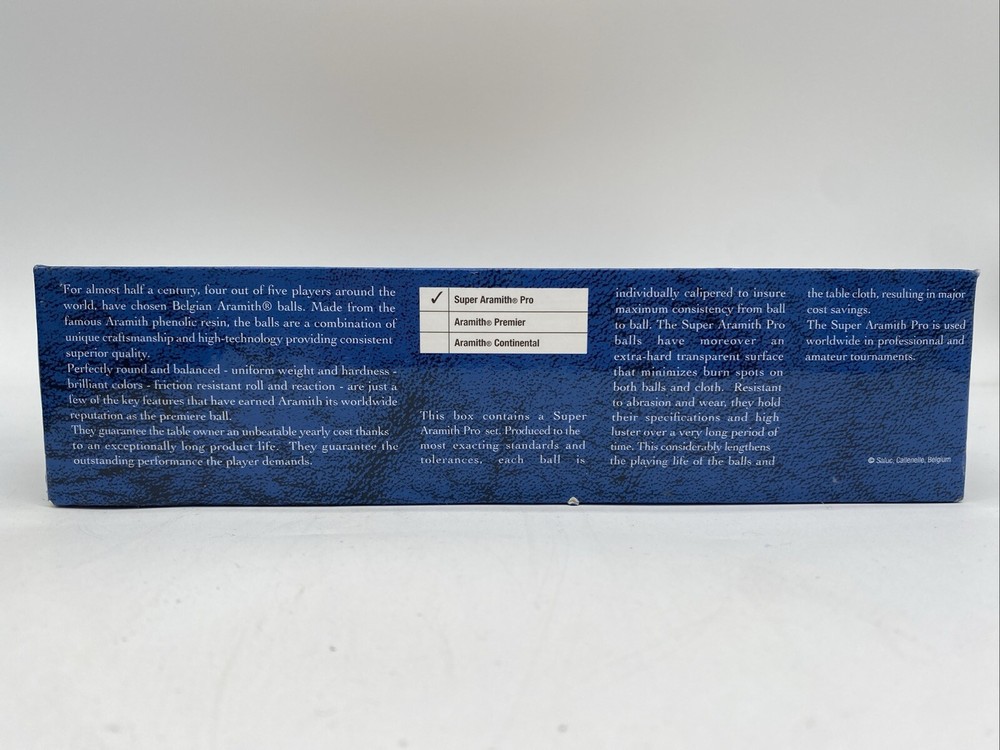 For almost half a century, four out of five players around the
world, have chosen Belgian Aramith® balls. Made from the
famous Aramith phenolic resin, the balls are a combination of
unique craftsmanship and high-technology providing consistent
superior quality.
Perfectly round and balanced - uniform weight and hardness -
brilliant colors - friction resistant roll and reaction - are just a
few of the key features that have earned Aramith its worldwide
reputation as the premiere ball.
They guarantee the table owner an unbeatable yearly cost thanks
to an exceptionally long product life. They guarantee the
outstanding performance the player demands.
✓ Super Aramith® Pro
Aramith® Premier
Aramith® Continental
This box contains a Super
Aramith Pro set. Produced to the
most exacting standards and
tolerances, each ball is
individually calipered to insure
maximum consistency from ball
to ball. The Super Aramith Pro
balls have moreover an
extra-hard transparent surface
that minimizes burn spots on
both balls and cloth. Resistant
to abrasion and wear, they hold
their specifications and high
luster over a very long period of
time. This considerably lengthens
the playing life of the balls and
the table cloth, resulting in major
cost savings.
The Super Aramith Pro is used
worldwide in professionnal and
amateur tournaments.
© Saluc, Callenelle, Belgium